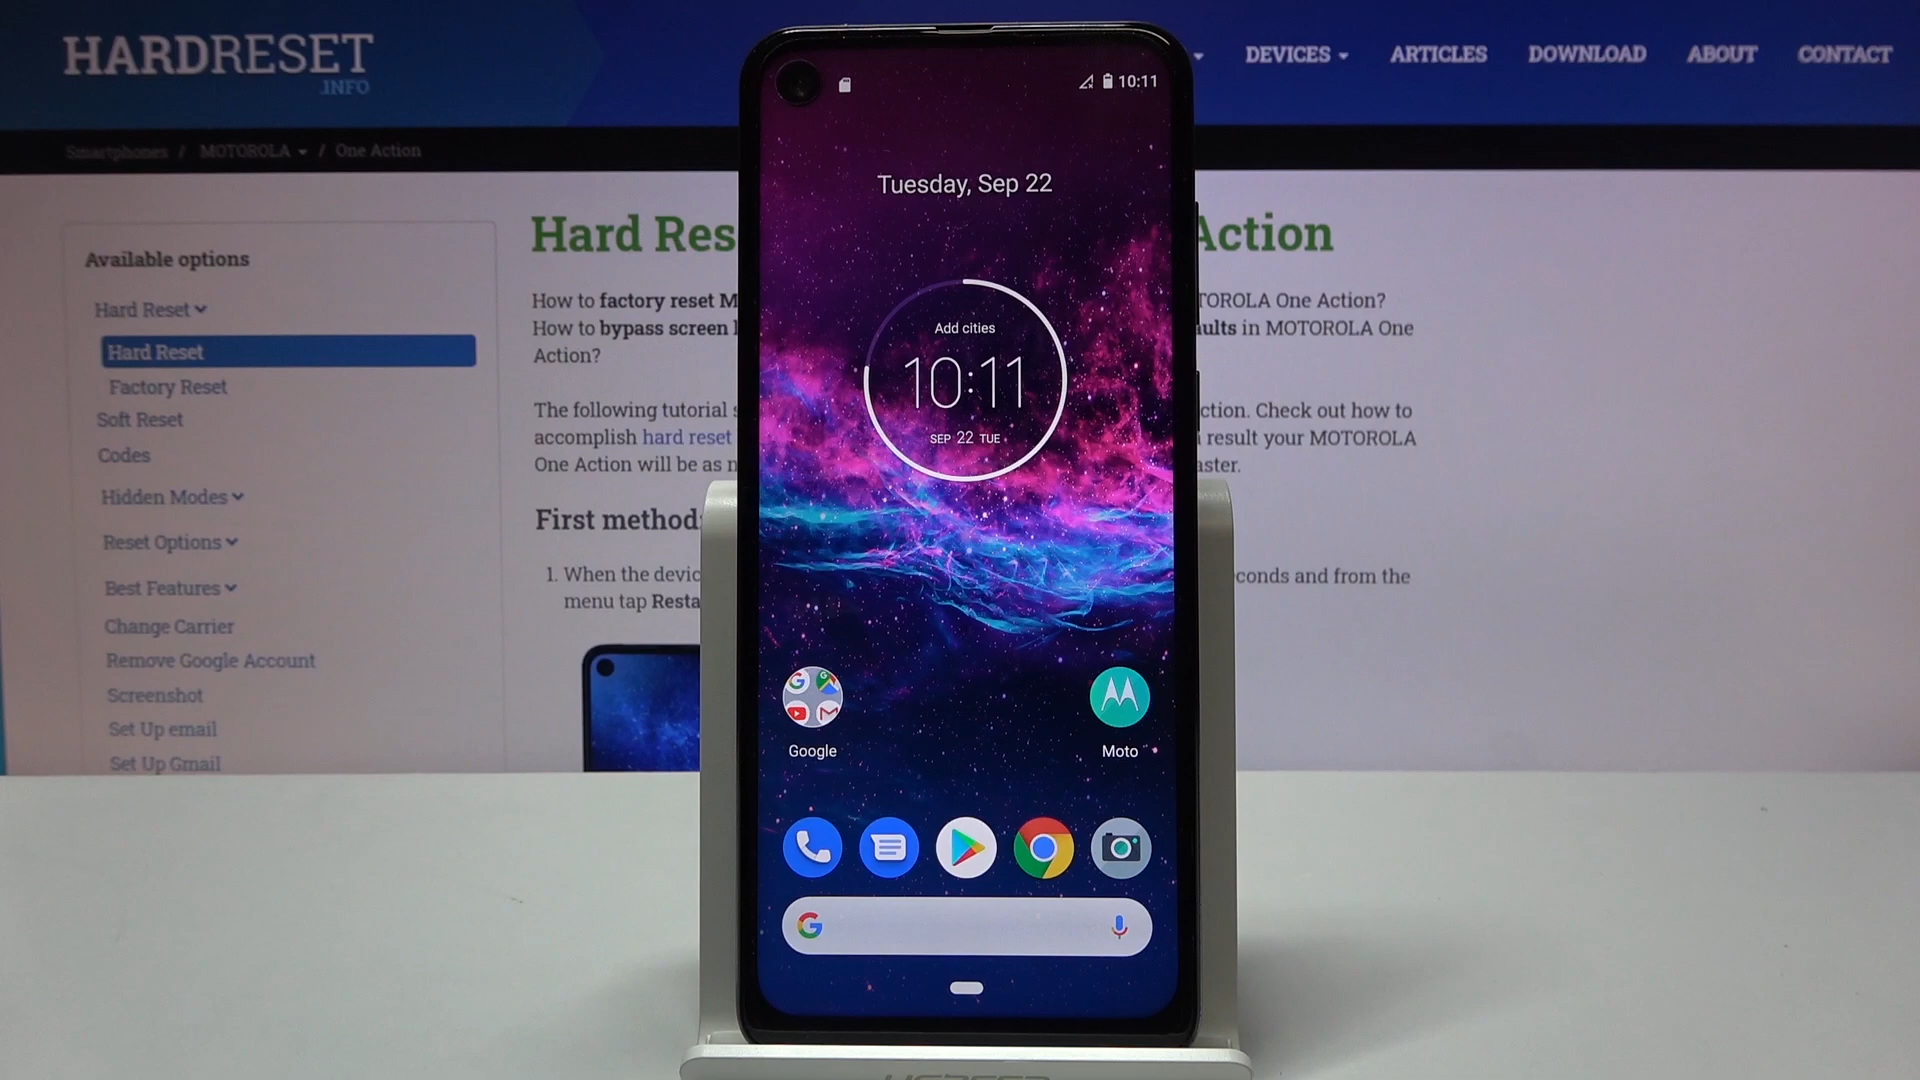 HARDRESET
.INFO
DEVICES
ARTICLES
DOWNLOAD
ABOUT
CONTACT
Smartphones / MOTOROLA / One Action
Available options
Hard Reset
Hard Reset
Factory Reset
Soft Reset
Codes
Hidden Modes
Reset Options
Best Features
Change Carrier
Remove Google Account
Screenshot
Set Up email
Set Up Gmail
Hard Res Action
How to factory reset M TOROLA One Action?
How to bypass screen l aults in MOTOROLA One
Action?
The following tutorial s ction. Check out how to
accomplish hard reset result your MOTOROLA
One Action will be as n aster.
First method:
1. When the devic conds and from the
menu tap Resta
10:11
Tuesday, Sep 22
Add cities
10:11
SEP 22 TUE
Google
Moto